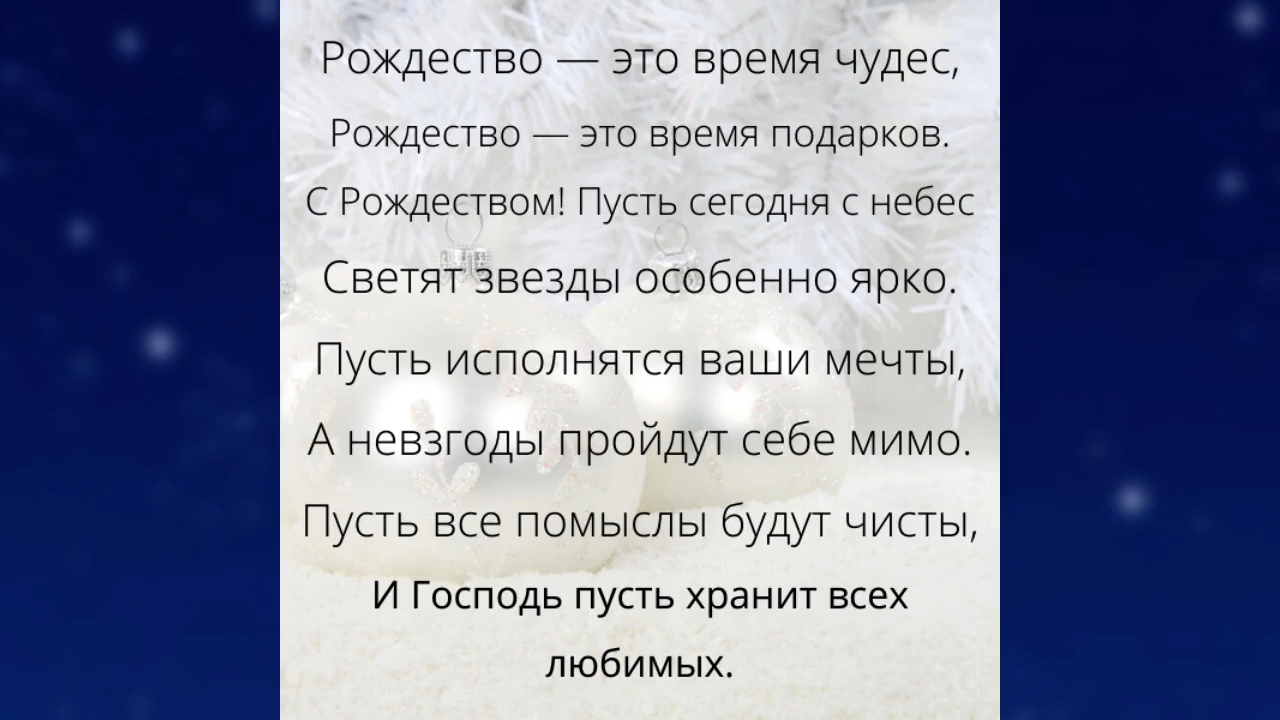 Рождество — это время чудес,
Рождество — это время подарков.
С Рождеством! Пусть сегодня с небес
Светят звезды особенно ярко.
Пусть исполнятся ваши мечты,
А невзгоды пройдут себе мимо.
Пусть все помыслы будут чисты,
И Господь пусть хранит всех
любимых.